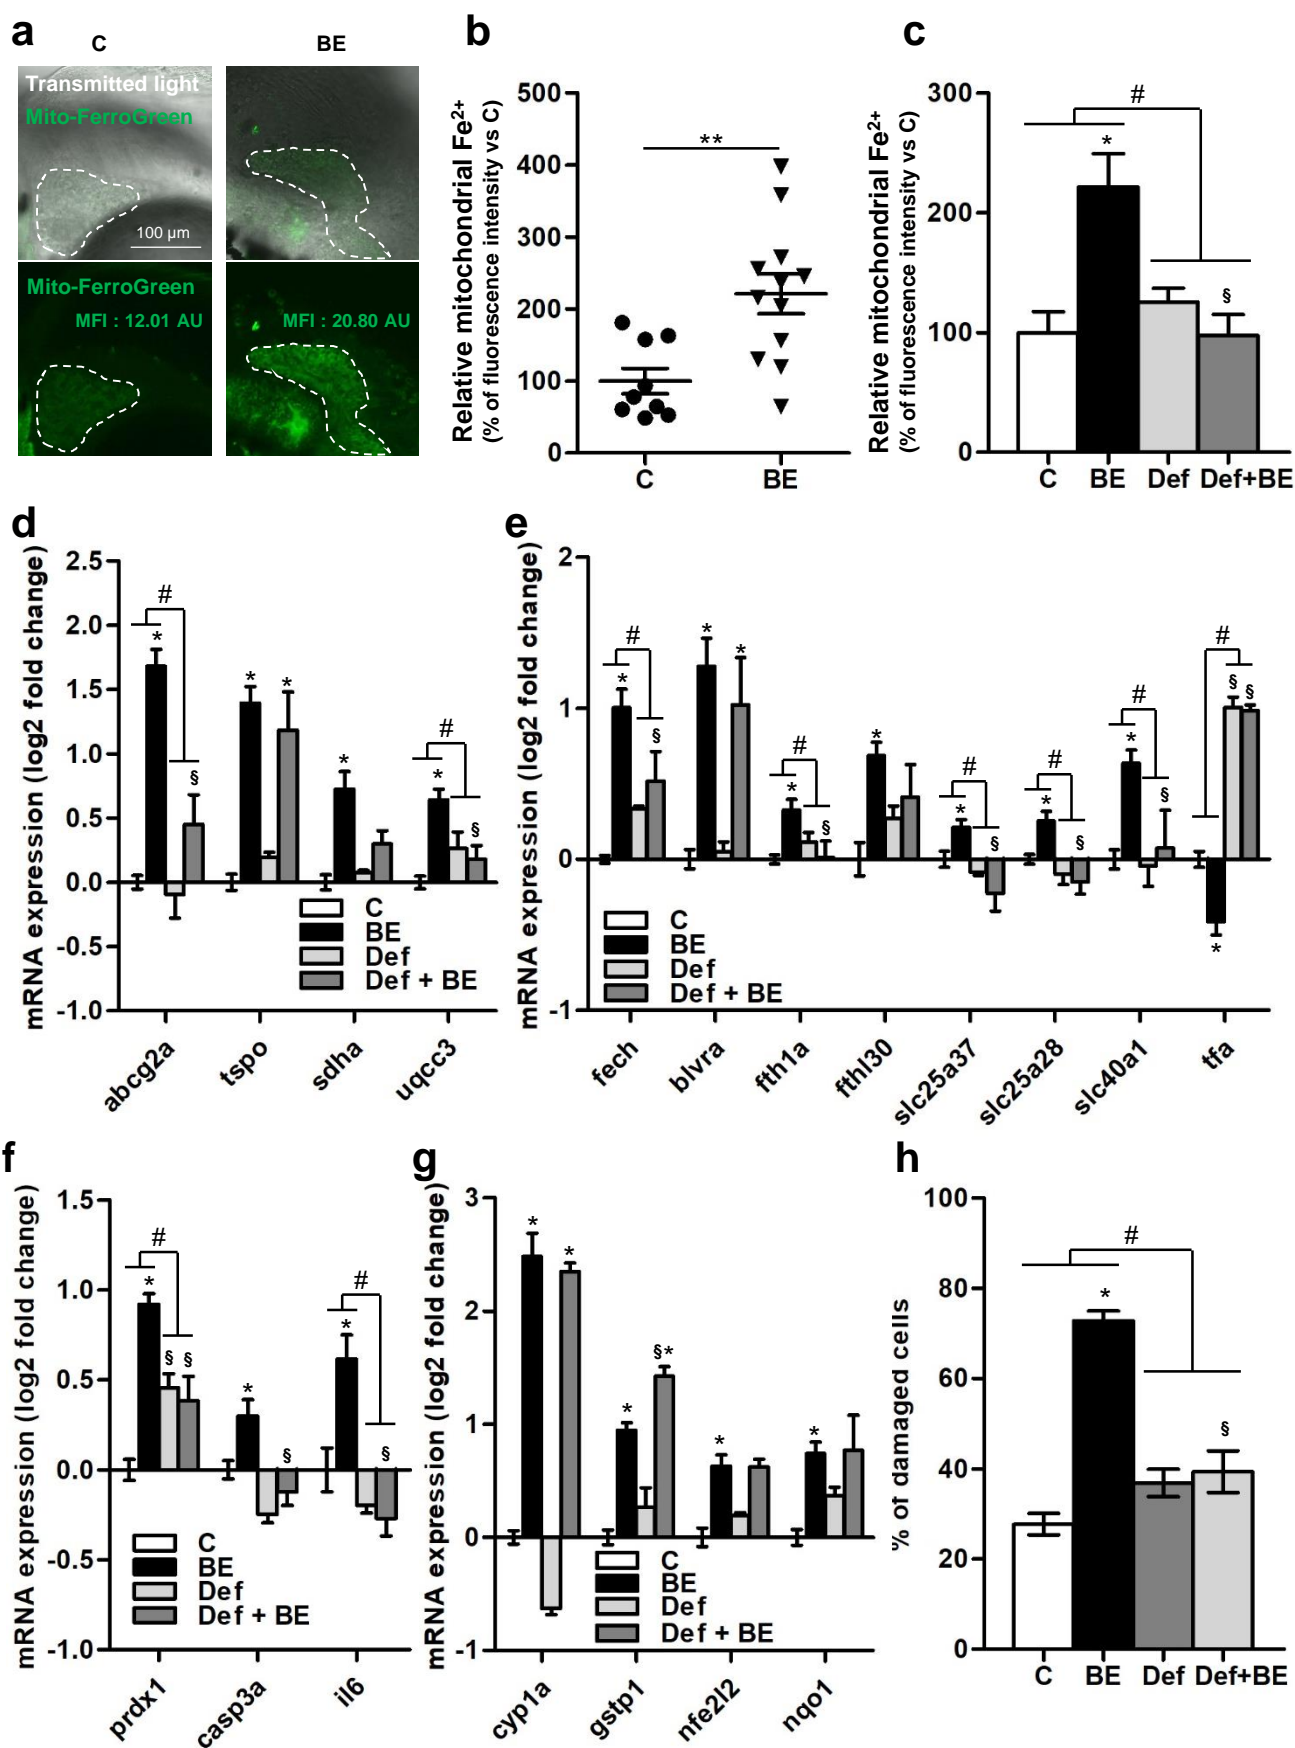 a
C
BE
Transmitted light
Mito-FerroGreen
100 µm
Mito-FerroGreen
MFI : 12.01 AU
MFI : 20.80 AU
b
Relative mitochondrial Fe2+
(% of fluorescence intensity vs C)
500
400
300
200
100
0
**
C
BE
c
Relative mitochondrial Fe2+
(% of fluorescence intensity vs C)
300
200
100
0
#
*
§
C
BE
Def
Def+BE
d
mRNA expression (log2 fold change)
2.5
2.0
1.5
1.0
0.5
0.0
-0.5
-1.0
#
*
§
*
*
*
#
*
§
C
BE
Def
Def + BE
abcg2a
tspo
sdha
uqcc3
e
mRNA expression (log2 fold change)
2
1
0
-1
#
*
§
*
*
#
*
§
*
#
*
§
#
*
§
#
*
§
#
§
§
*
C
BE
Def
Def + BE
fech
blvra
fth1a
fthl30
slc25a37
slc25a28
slc40a1
tfa
f
mRNA expression (log2 fold change)
1.5
1.0
0.5
0.0
-0.5
-1.0
#
*
§
§
*
§
#
*
§
C
BE
Def
Def + BE
prdx1
casp3a
il6
g
mRNA expression (log2 fold change)
3
2
1
0
-1
*
*
*
§*
*
*
C
BE
Def
Def + BE
cyp1a
gstp1
nfe2l2
nqo1
h
% of damaged cells
100
80
60
40
20
0
#
*
§
C
BE
Def
Def+BE